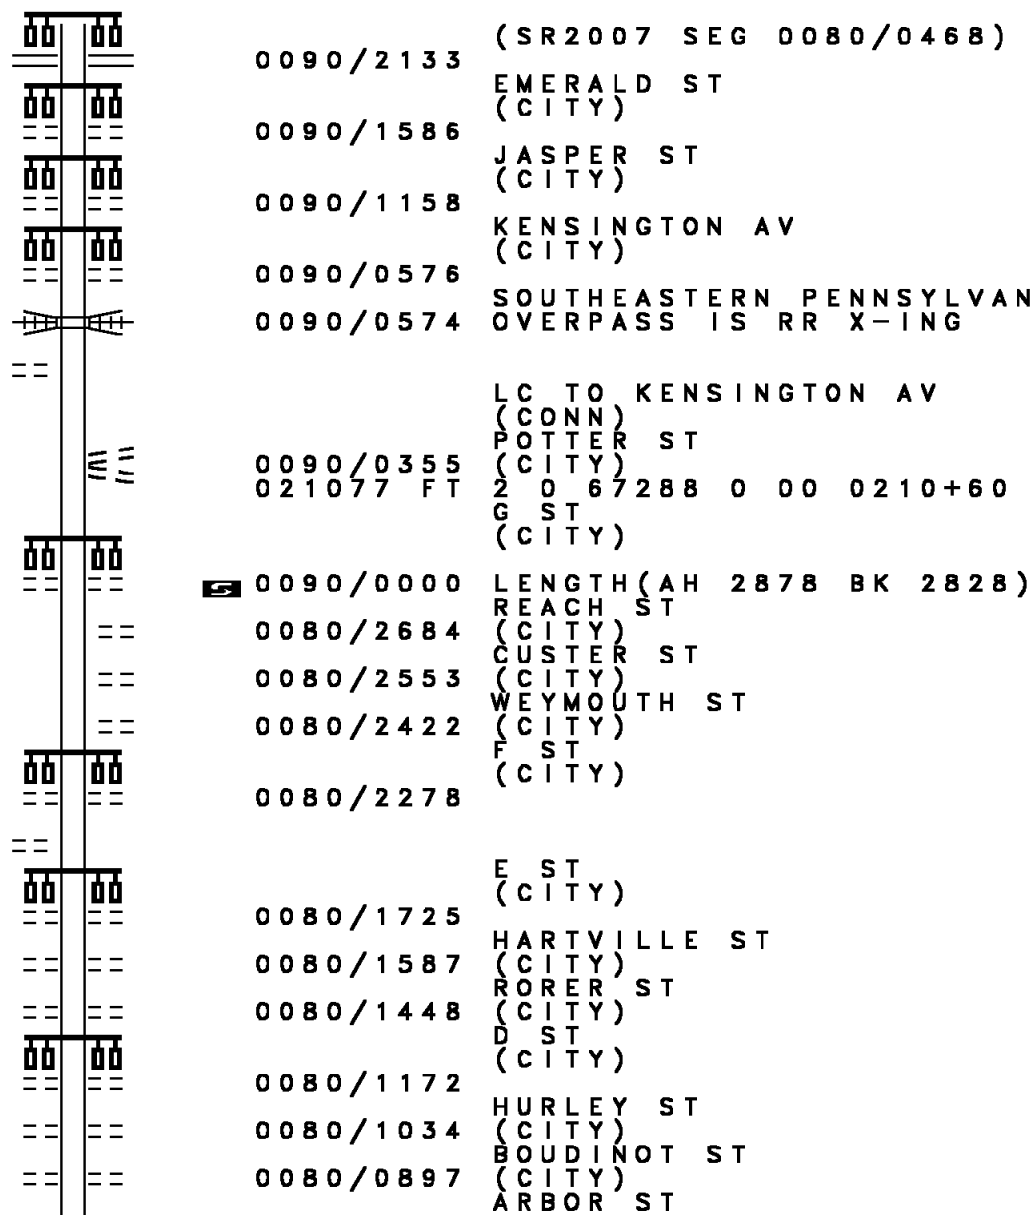 (SR2007 SEG 0080/0468)
0090/2133
EMERALD ST
(CITY)
0090/1586
JASPER ST
(CITY)
0090/1158
KENSINGTON AV
(CITY)
0090/0576
SOUTHEASTERN PENNSYLVAN
0090/0574 OVERPASS IS RR X-ING
LC TO KENSINGTON AV
(CONN)
POTTER ST
0090/0355 (CITY)
021077 FT 2 0 67288 0 00 0210+60
G ST
(CITY)
S 0090/0000 LENGTH(AH 2878 BK 2828)
REACH ST
0080/2684 (CITY)
CUSTER ST
0080/2553 (CITY)
WEYMOUTH ST
0080/2422 (CITY)
F ST
(CITY)
0080/2278
E ST
(CITY)
0080/1725
HARTVILLE ST
0080/1587 (CITY)
RORER ST
0080/1448 (CITY)
D ST
(CITY)
0080/1172
HURLEY ST
0080/1034 (CITY)
BOUDINOT ST
0080/0897 (CITY)
ARBOR ST